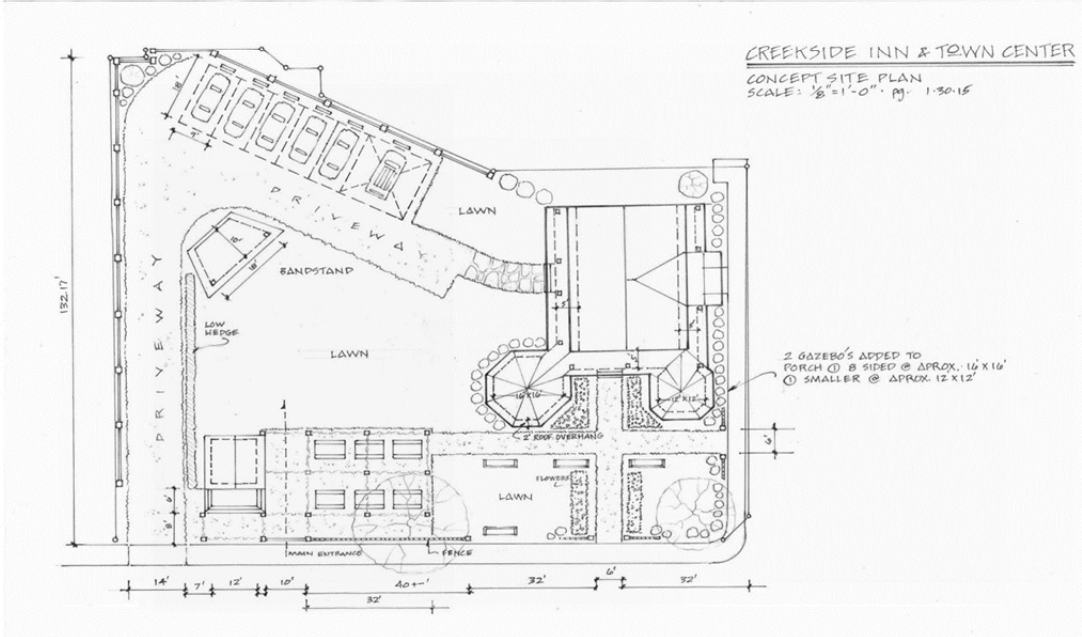 CREEKSIDE INN & TOWN CENTER
CONCEPT SITE PLAN
SCALE: 1/8"=1'-0" · pg. 1·30·15
18'
9'
DRIVEWAY
LAWN
BANDSTAND
10'
18'
132.17'
DRIVEWAY
LOW
HEDGE
LAWN
5'
2 GAZEBO'S ADDED TO
PORCH ① 8 SIDED @ APROX. 16'X16'
① SMALLER @ APROX. 12'X12'
16'X16'
12'X12'
2' ROOF OVERHANG
6'
FLOWERS
LAWN
6'
8'
MAIN ENTRANCE
FENCE
14'
7'
12'
10'
40+-'
32'
6'
32'
32'